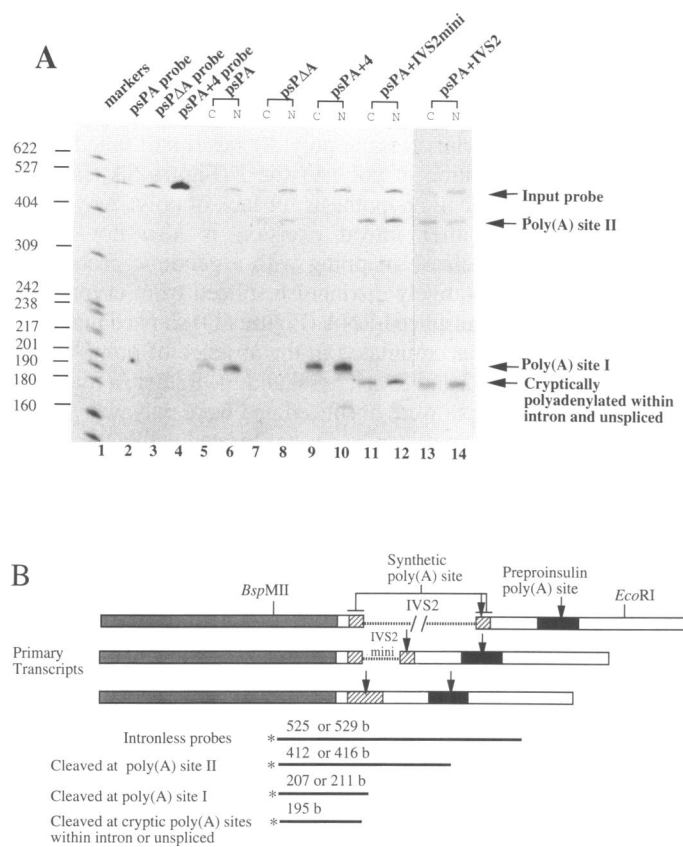 A
markers
psPA probe
psPΔA probe
psPA+4 probe
psPA
psPΔA
psPA+4
psPA+IVS2mini
psPA+IVS2
C N C N C N C N C N
622
527
404
309
242
238
217
201
190
180
160
Input probe
Poly(A) site II
Poly(A) site I
Cryptically
polyadenylated within
intron and unspliced
1 2 3 4 5 6 7 8 9 10 11 12 13 14
B
Synthetic
poly(A) site
Preproinsulin
poly(A) site
BspMII
EcoRI
IVS2
IVS2
mini
Primary
Transcripts
525 or 529 b
Intronless probes
*
412 or 416 b
Cleaved at poly(A) site II
*
207 or 211 b
Cleaved at poly(A) site I
*
195 b
Cleaved at cryptic poly(A) sites
within intron or unspliced
*